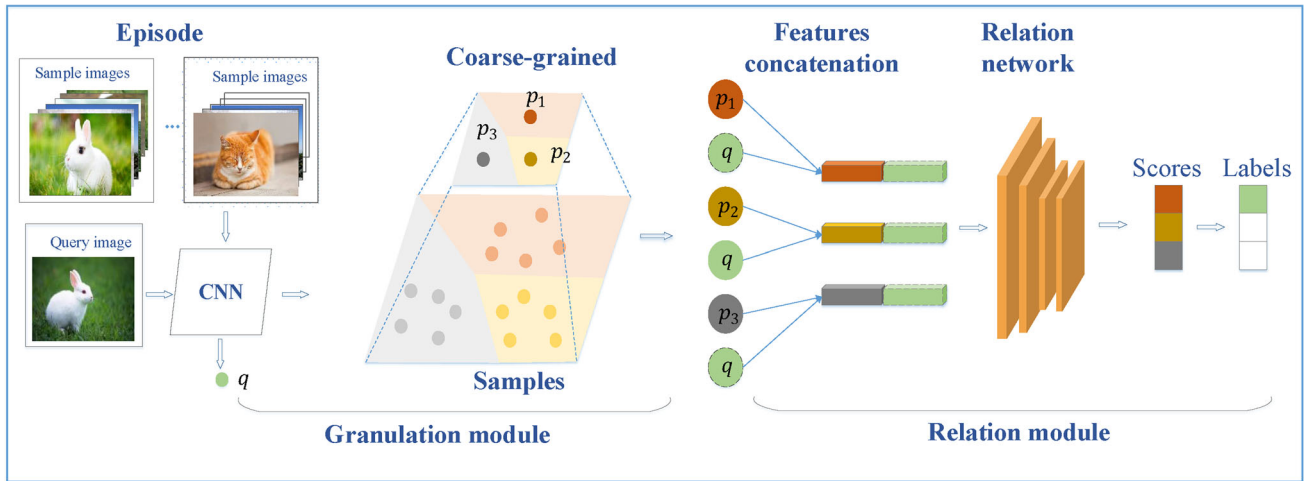 Episode
Sample images
...
Sample images
Query image
CNN
q
Coarse-grained
p1
p3
p2
Samples
Granulation module
Features
concatenation
p1
q
p2
q
p3
q
Relation
network
Scores
Labels
Relation module